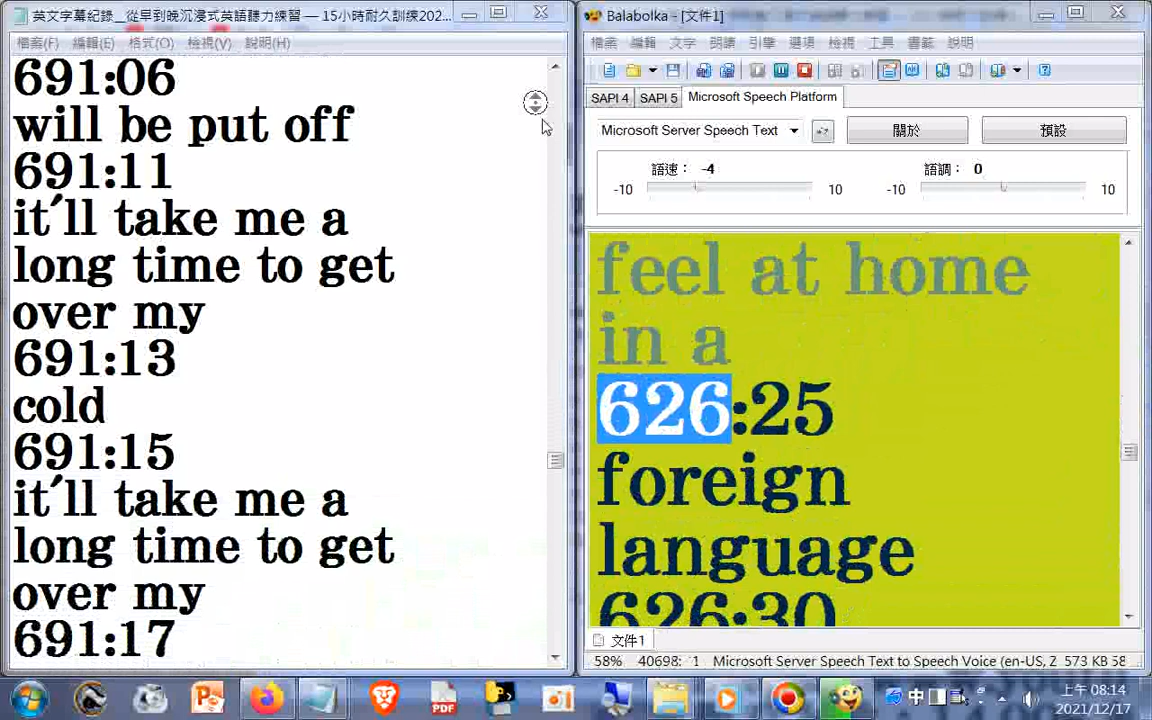 英文字幕紀錄__從早到晚沉浸式英語聽力練習 — 15小時耐久訓練202...
檔案(F) 編輯(E) 格式(O) 檢視(V) 說明(H)
691:06
will be put off
691:11
it´ll take me a
long time to get
over my
691:13
cold
691:15
it´ll take me a
long time to get
over my
691:17
Balabolka - [文件1]
檔案 編輯 文字 朗讀 引擎 選項 檢視 工具 書籤 說明
SAPI 4 SAPI 5 Microsoft Speech Platform
Microsoft Server Speech Text 關於 預設
語速： -4 語調： 0
-10 10 -10 10
feel at home
in a
626:25
foreign
language
626:30
文件1
58% 40698: 1 Microsoft Server Speech Text to Speech Voice (en-US, 2 573 KB 58
PDF 中
上午 08:14
2021/12/17